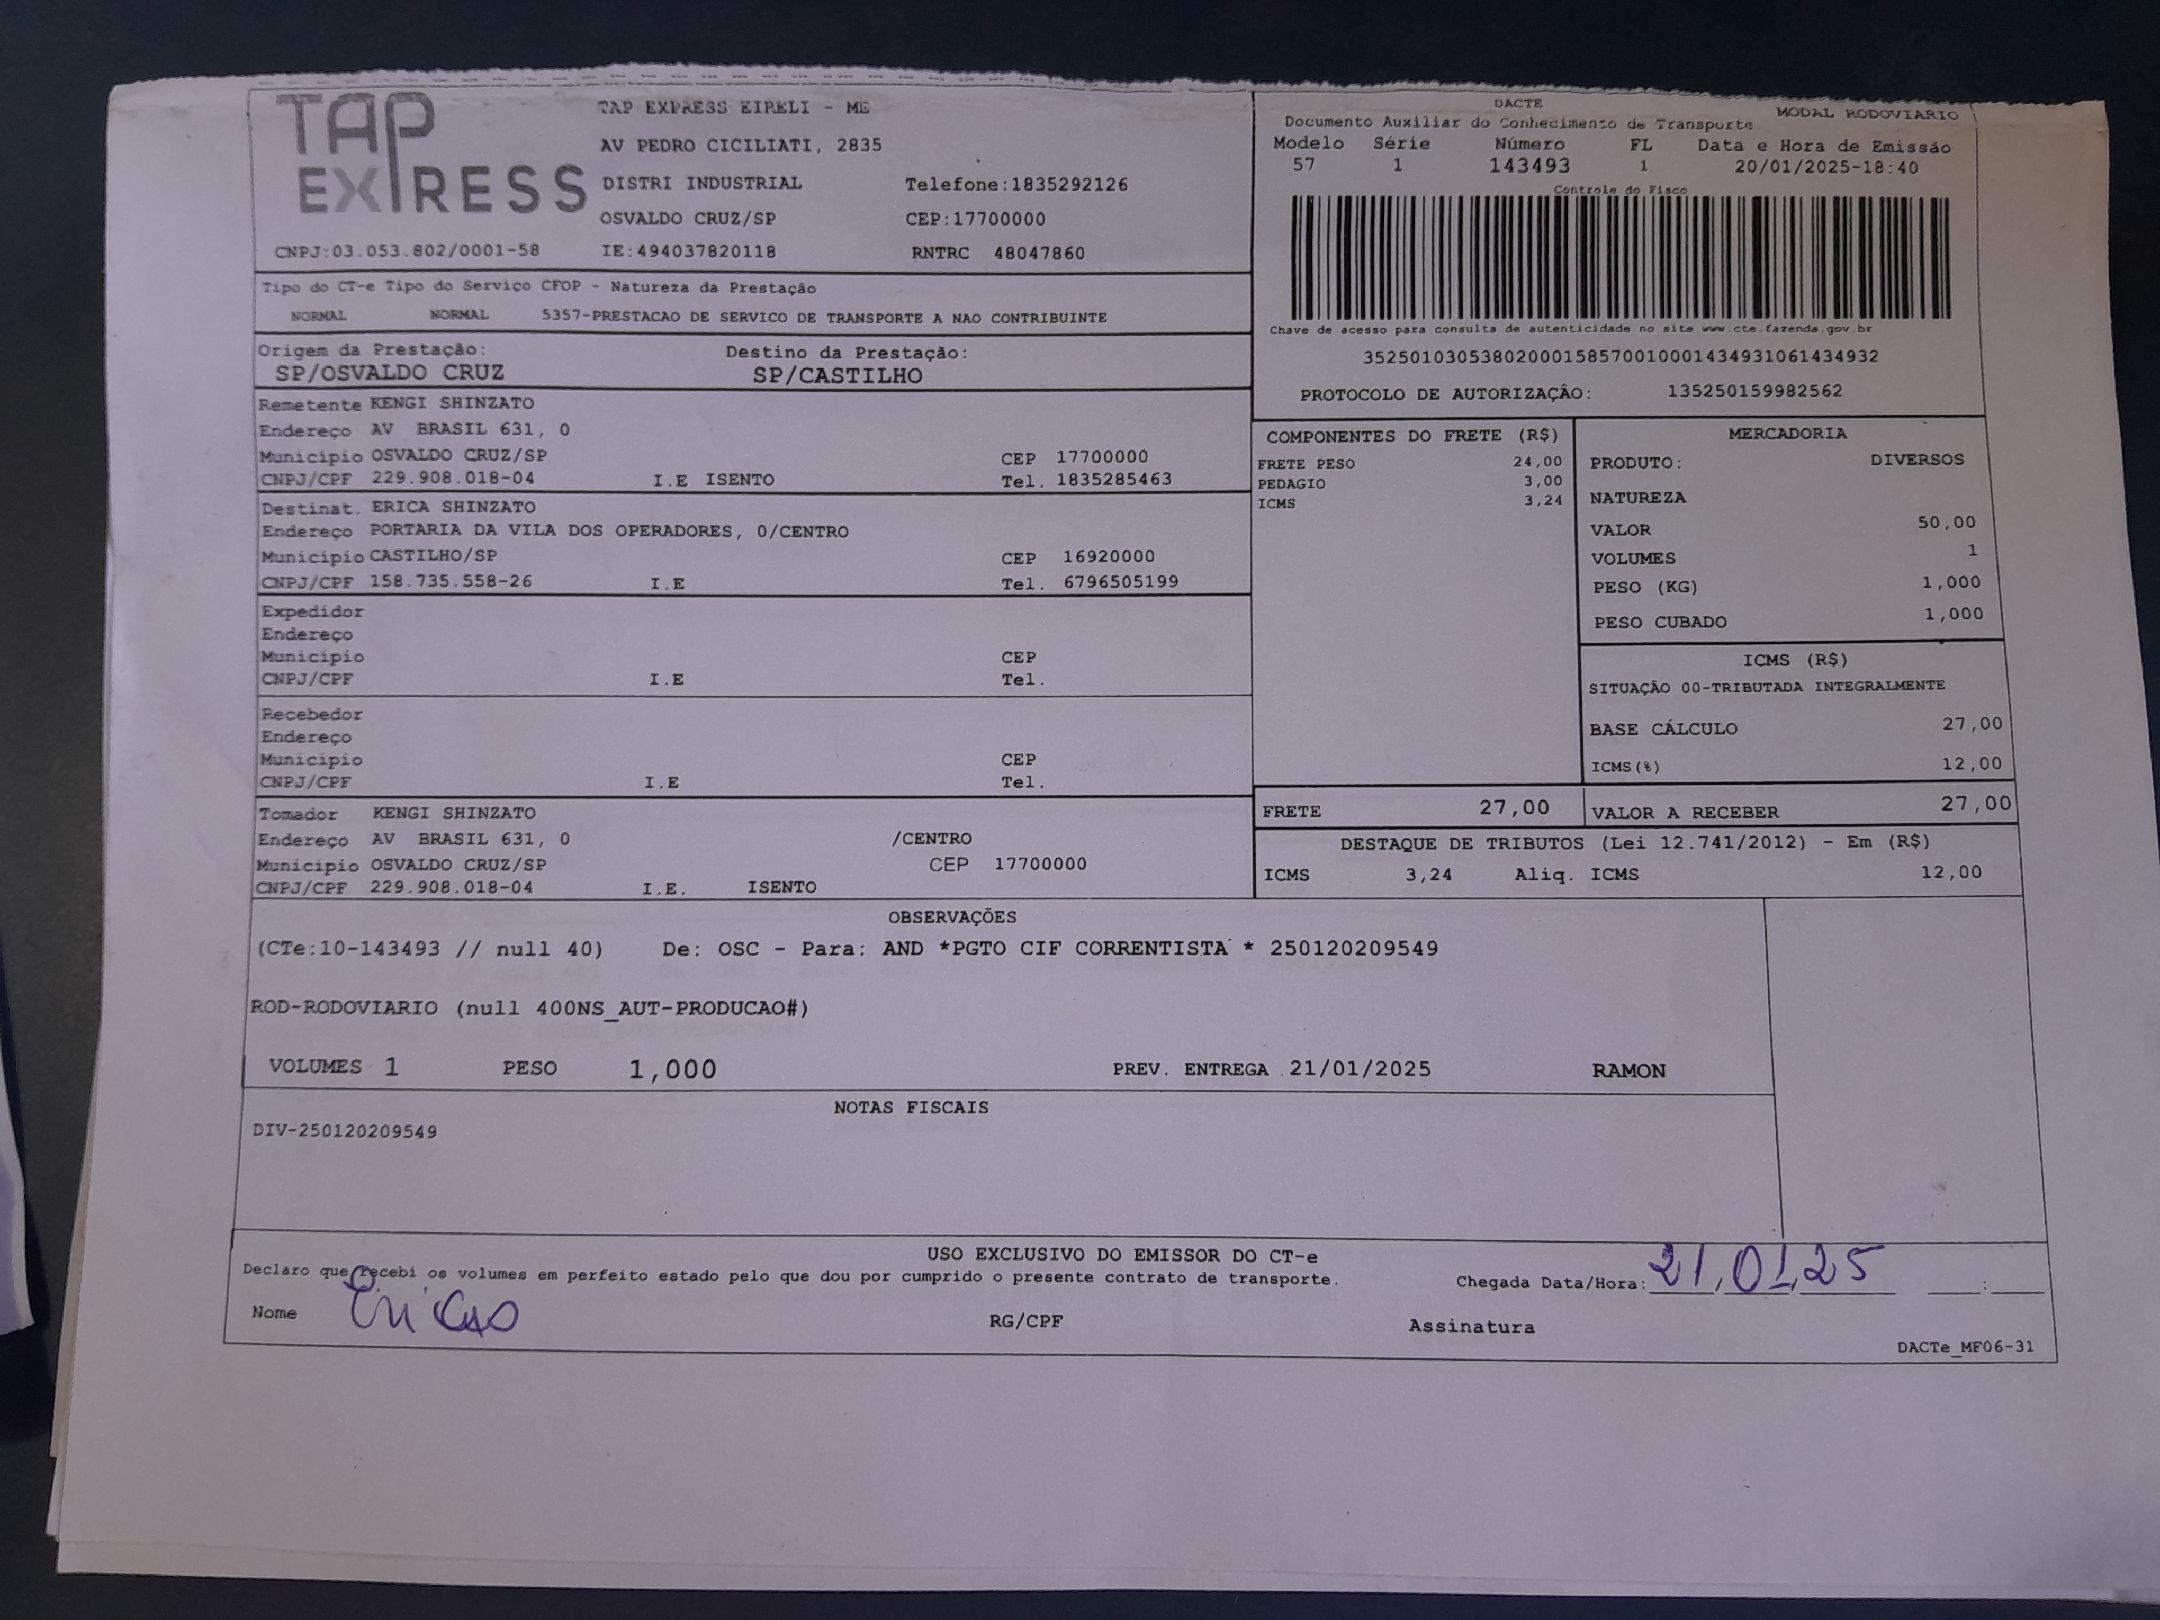 TAP
EXPRESS
TAP EXPRESS EIRELI - ME
AV PEDRO CICILIATI, 2835
DISTRI INDUSTRIAL Telefone:1835292126
OSVALDO CRUZ/SP CEP:17700000
CNPJ:03.053.802/0001-58 IE:494037820118 RNTRC 48047860
DACTE
Documento Auxiliar do Conhecimento de Transporte MODAL RODOVIARIO
Modelo Série Número FL Data e Hora de Emissão
57 1 143493 1 20/01/2025-18:40
Controle do Fisco
Chave de acesso para consulta de autenticidade no site www.cte.fazenda.gov.br
35250103053802000158570010001434931061434932
PROTOCOLO DE AUTORIZAÇÃO: 135250159982562
Tipo do CT-e Tipo do Serviço CFOP - Natureza da Prestação
NORMAL NORMAL 5357-PRESTACAO DE SERVICO DE TRANSPORTE A NAO CONTRIBUINTE
Origem da Prestação: Destino da Prestação:
SP/OSVALDO CRUZ SP/CASTILHO
Remetente KENGI SHINZATO
Endereço AV BRASIL 631, 0
Município OSVALDO CRUZ/SP CEP 17700000
CNPJ/CPF 229.908.018-04 I.E ISENTO Tel. 1835285463
Destinat. ERICA SHINZATO
Endereço PORTARIA DA VILA DOS OPERADORES, 0/CENTRO
Município CASTILHO/SP CEP 16920000
CNPJ/CPF 158.735.558-26 I.E Tel. 6796505199
Expedidor
Endereço
Município CEP
CNPJ/CPF I.E Tel.
Recebedor
Endereço
Município CEP
CNPJ/CPF I.E Tel.
Tomador KENGI SHINZATO
Endereço AV BRASIL 631, 0 /CENTRO
Município OSVALDO CRUZ/SP CEP 17700000
CNPJ/CPF 229.908.018-04 I.E. ISENTO
COMPONENTES DO FRETE (R$)
FRETE PESO 24,00
PEDAGIO 3,00
ICMS 3,24
MERCADORIA
PRODUTO: DIVERSOS
NATUREZA
VALOR 50,00
VOLUMES 1
PESO (KG) 1,000
PESO CUBADO 1,000
ICMS (R$)
SITUAÇÃO 00-TRIBUTADA INTEGRALMENTE
BASE CÁLCULO 27,00
ICMS(%) 12,00
FRETE 27,00 VALOR A RECEBER 27,00
DESTAQUE DE TRIBUTOS (Lei 12.741/2012) - Em (R$)
ICMS 3,24 Aliq. ICMS 12,00
OBSERVAÇÕES
(CTe:10-143493 // null 40) De: OSC - Para: AND *PGTO CIF CORRENTISTA * 250120209549
ROD-RODOVIARIO (null 400NS_AUT-PRODUCAO#)
VOLUMES 1 PESO 1,000 PREV. ENTREGA 21/01/2025 RAMON
NOTAS FISCAIS
DIV-250120209549
USO EXCLUSIVO DO EMISSOR DO CT-e
Declaro que recebi os volumes em perfeito estado pelo que dou por cumprido o presente contrato de transporte. Chegada Data/Hora: 21,01,25 :
Nome RG/CPF Assinatura
DACTe_MF06-31